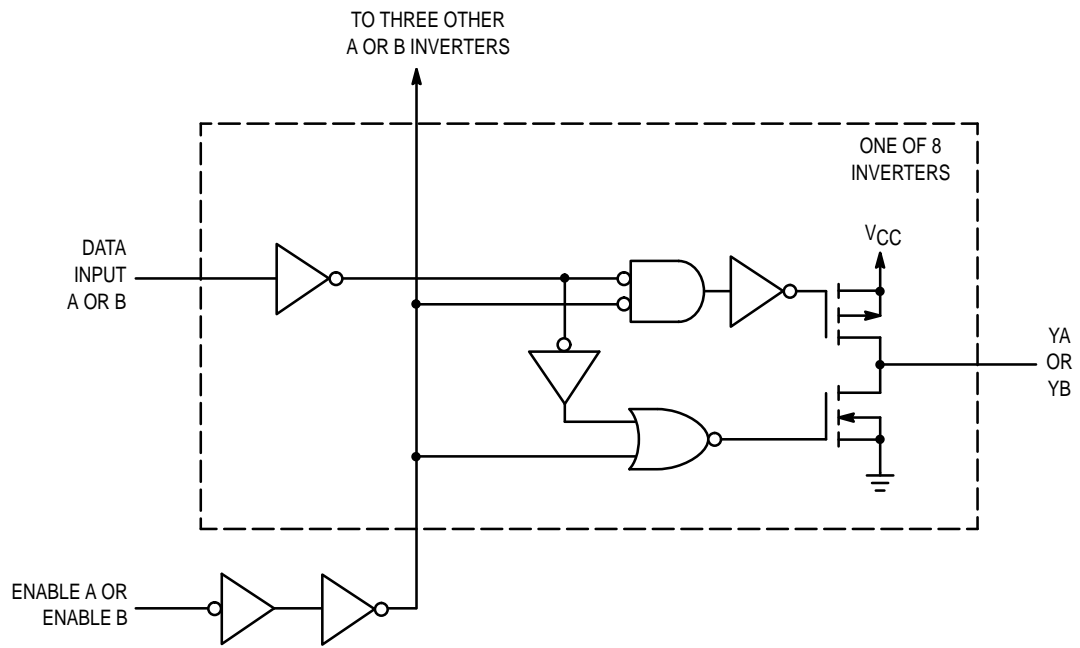 TO THREE OTHER
A OR B INVERTERS
ONE OF 8
INVERTERS
DATA
INPUT
A OR B
VCC
YA
OR
YB
ENABLE A OR
ENABLE B